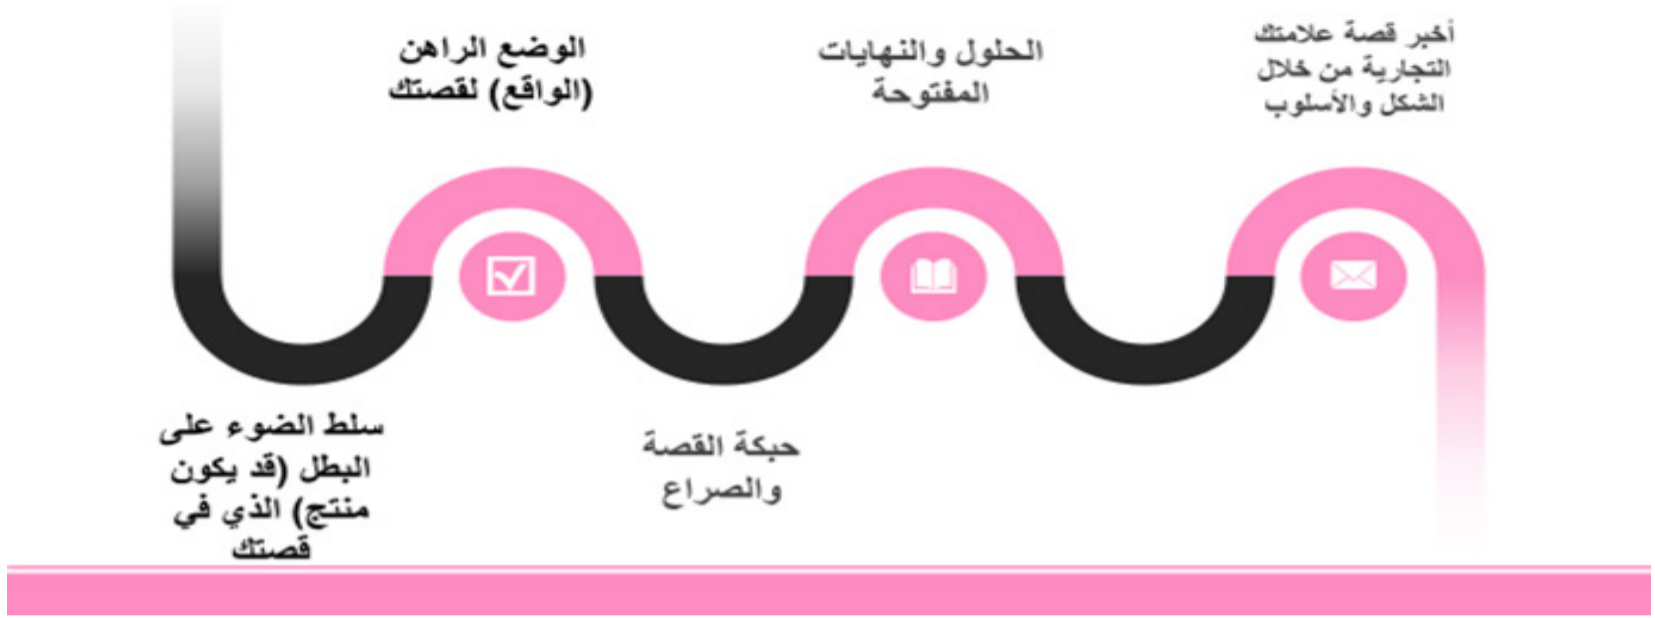 سلط الضوء على
البطل (قد يكون
منتج) الذي في
قصتك
الوضع الراهن
(الواقع) لقصتك
حبكة القصة
والصراع
الحلول والنهايات
المفتوحة
أخبر قصة علامتك
التجارية من خلال
الشكل والأسلوب